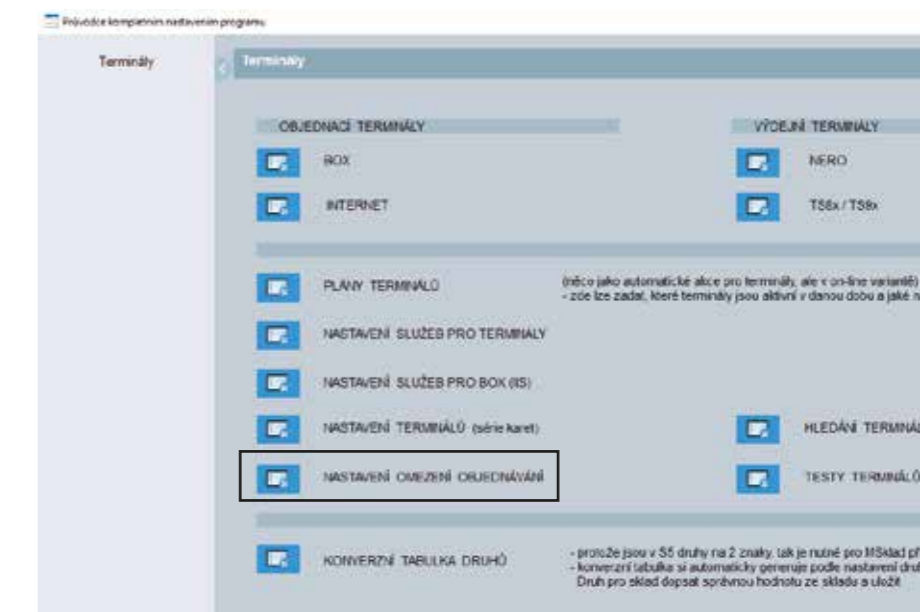 Průvodce kompletním nastavením programu
Terminály
Terminály
OBJEDNACÍ TERMINÁLY
VÝDEJNÍ TERMINÁLY
BOX
NERO
INTERNET
TS6x / TS8x
PLÁNY TERMINÁLŮ
(něco jako automatické akce pro terminály, ale v on-line variantě)
- zde lze zadat, které terminály jsou aktivní v danou dobu a jaké
NASTAVENÍ SLUŽEB PRO TERMINÁLY
NASTAVENÍ SLUŽEB PRO BOX (IIS)
NASTAVENÍ TERMINÁLŮ (série karet)
HLEDÁNÍ
NASTAVENÍ OMEZENÍ OBJEDNÁVÁNÍ
TESTY TERMINÁLŮ
KONVERZNÍ TABULKA DRUHŮ
- protože jsou v S5 druhy na 2 znaky, tak je nutné pro MSklad
- konverzní tabulka si automaticky generuje podle nastavení
Druh pro sklad dopsat správnou hodnotu ze skladu a uložit